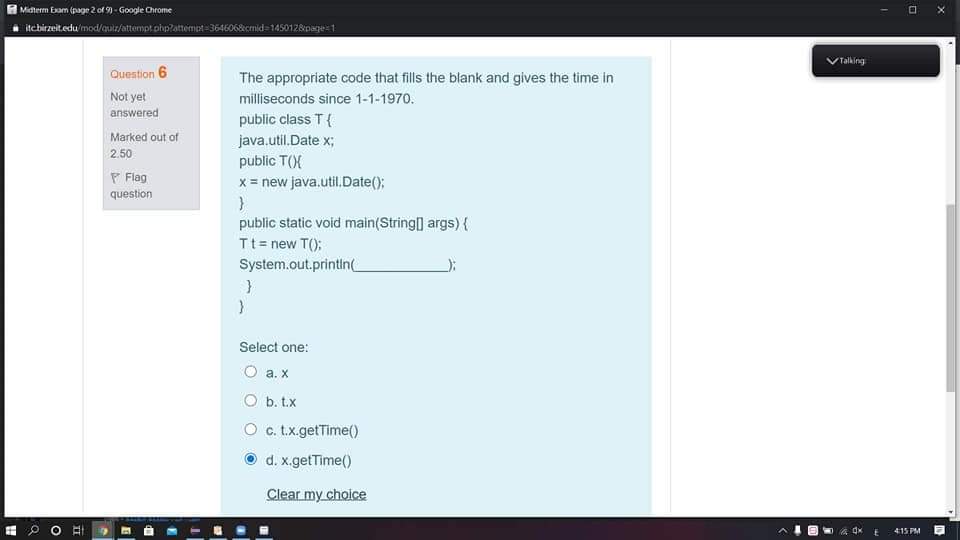 Midterm Exam (page 2 of 9) - Google Chrome
itc.birzeit.edu/mod/quiz/attempt.php?attempt=364606&cmid=145012&page=1
Talking:
Question 6
Not yet
answered
Marked out of
2.50
Flag
question
The appropriate code that fills the blank and gives the time in
milliseconds since 1-1-1970.
public class T {
java.util.Date x;
public T(){
x = new java.util.Date();
}
public static void main(String[] args) {
T t = new T();
System.out.println(____________);
}
}
Select one:
a. x
b. t.x
c. t.x.getTime()
d. x.getTime()
Clear my choice
ع
4:15 PM